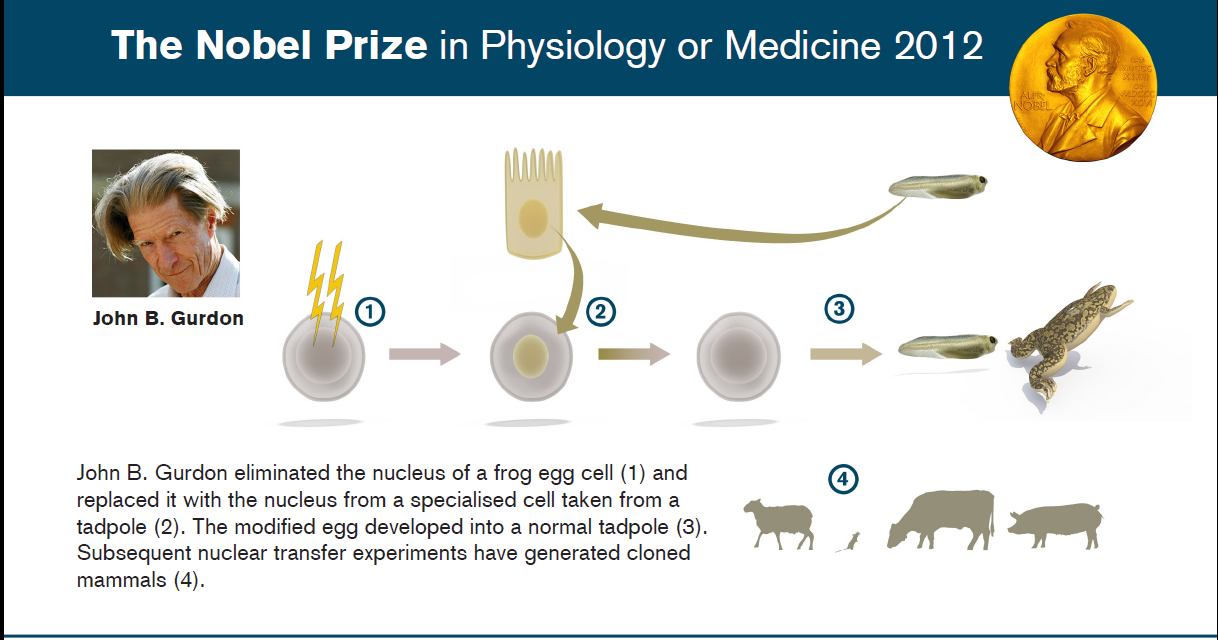 The Nobel Prize in Physiology or Medicine 2012
ALFR.
NOBEL
John B. Gurdon
1
2
3
John B. Gurdon eliminated the nucleus of a frog egg cell (1) and
replaced it with the nucleus from a specialised cell taken from a
tadpole (2). The modified egg developed into a normal tadpole (3).
Subsequent nuclear transfer experiments have generated cloned
mammals (4).
4